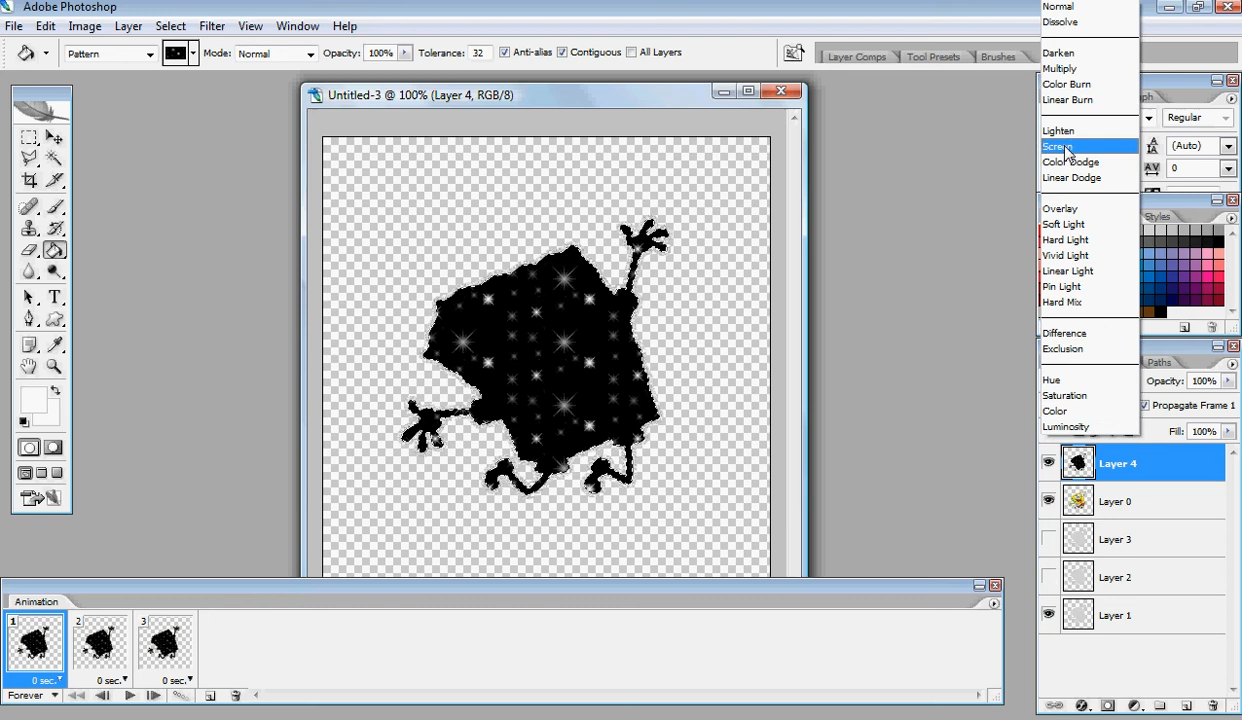 Adobe Photoshop
File Edit Image Layer Select Filter View Window Help
Pattern Mode: Normal Opacity: 100% Tolerance: 32 Anti-alias Contiguous All Layers
Layer Comps Tool Presets Brushes
Untitled-3 @ 100% (Layer 4, RGB/8)
Normal
Dissolve
Darken
Multiply
Color Burn
Linear Burn
Lighten
Screen
Color Dodge
Linear Dodge
Overlay
Soft Light
Hard Light
Vivid Light
Linear Light
Pin Light
Hard Mix
Difference
Exclusion
Hue
Saturation
Color
Luminosity
Regular
(Auto)
0
Styles
Paths
Opacity: 100%
Propagate Frame 1
Fill: 100%
Layer 4
Layer 0
Layer 3
Layer 2
Layer 1
Animation
1 2 3
0 sec. 0 sec. 0 sec.
Forever